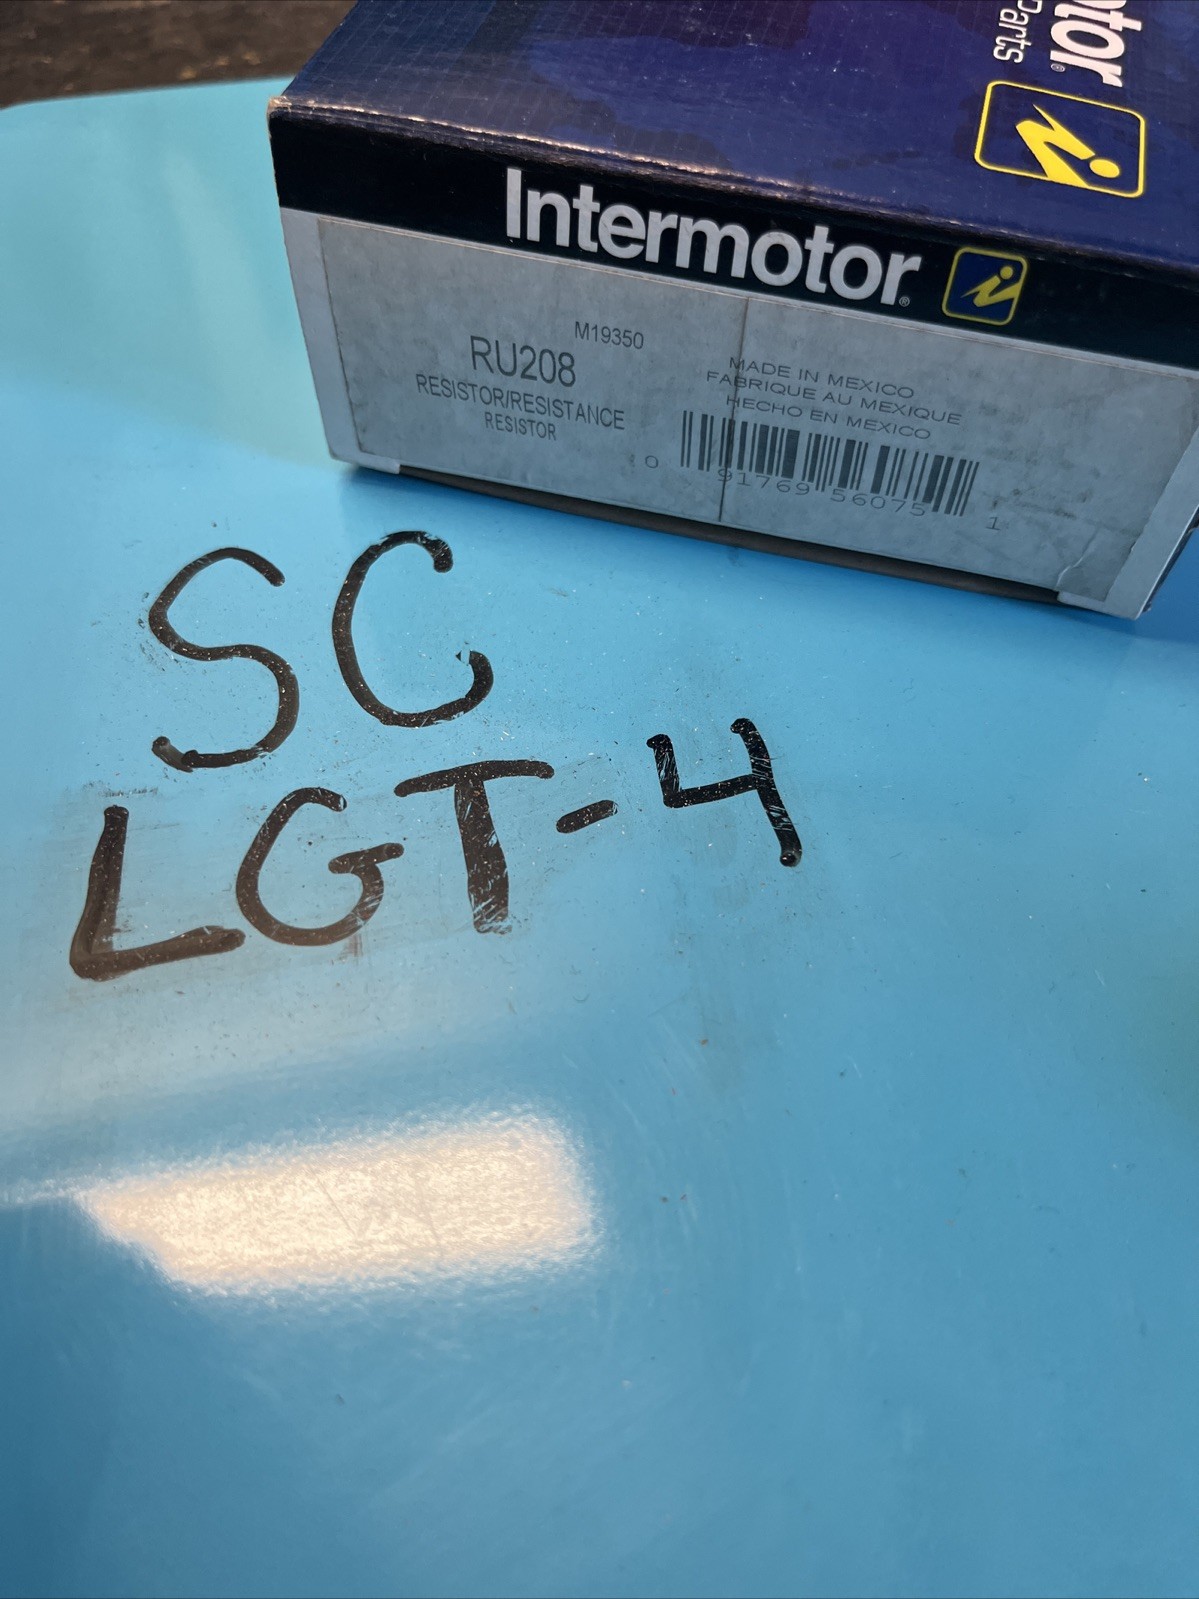 otor®
Parts
Intermotor®
M19350
RU208
RESISTOR/RESISTANCE
RESISTOR
MADE IN MEXICO
FABRIQUE AU MEXIQUE
HECHO EN MEXICO
0 91769 56075 1
SC
LGT-4